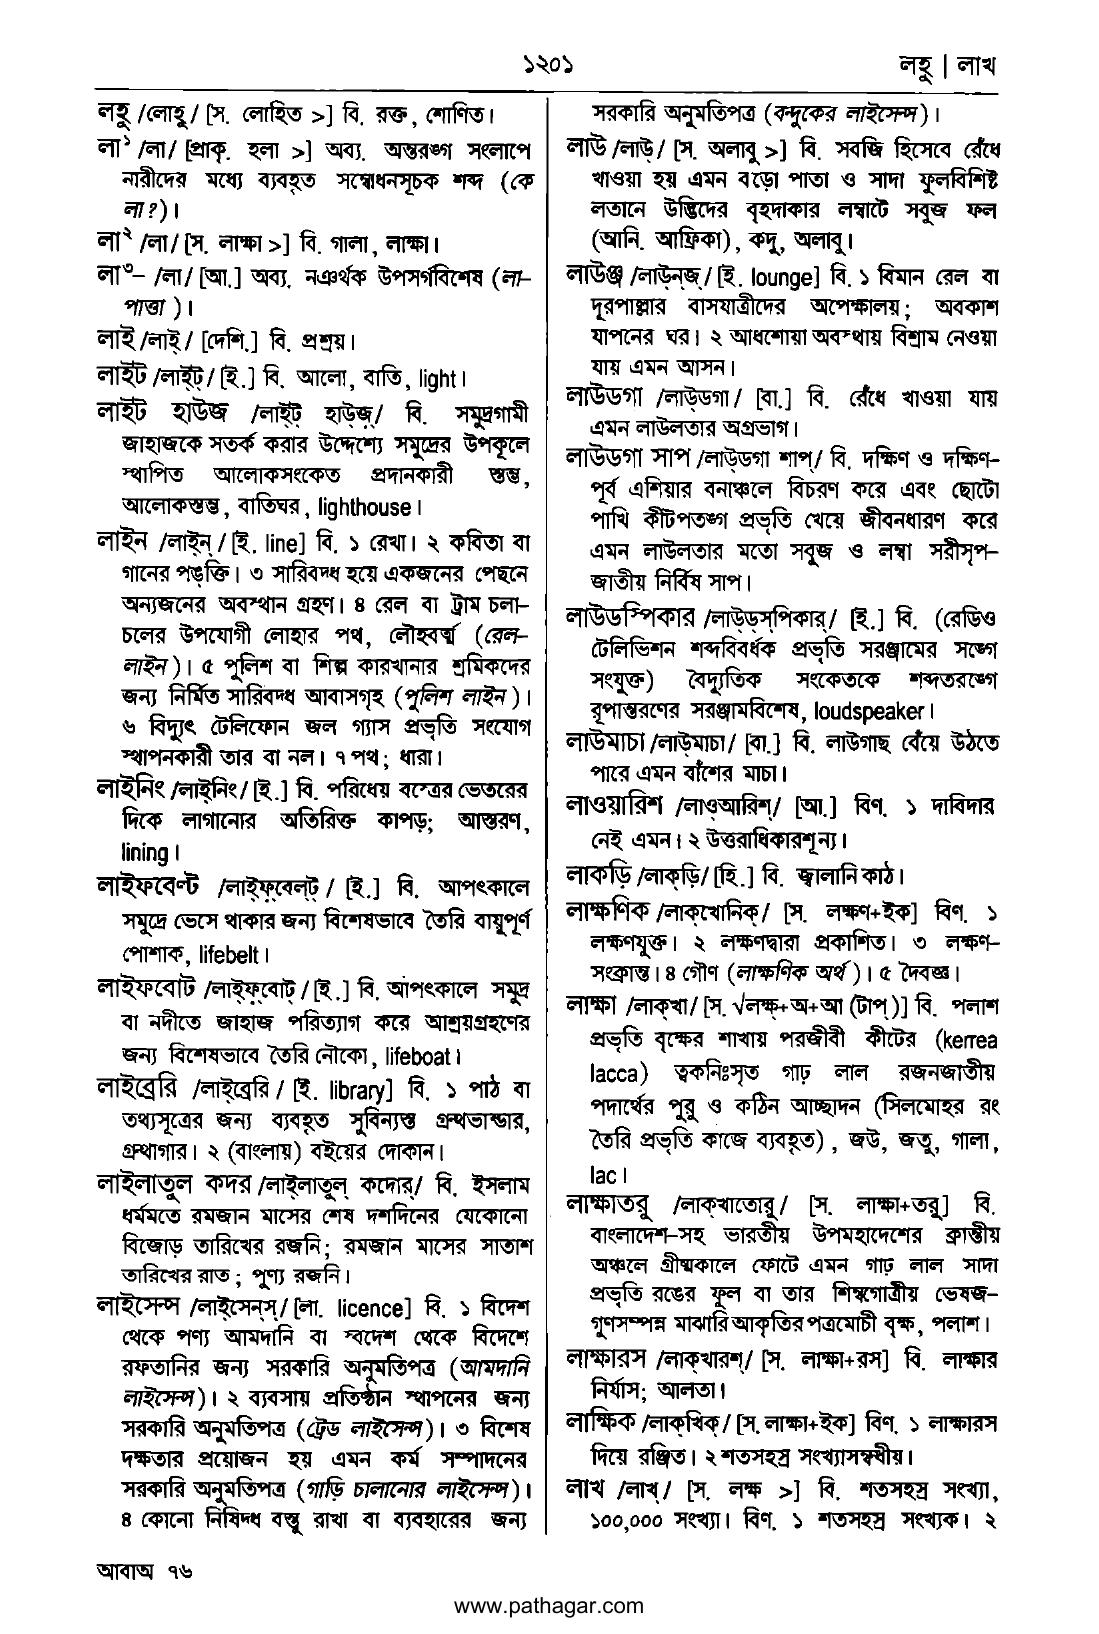 ১২০১
লহু | লাখ
লহু /লোহু/ [স. লোহিত >] বি. রক্ত, শোণিত।
লা১ /লা/ [প্রাকৃ. হলা >] অব্য. অন্তরঙ্গ সংলাপে
নারীদের মধ্যে ব্যবহৃত সম্বোধনসূচক শব্দ (কে
লা?)।
লা২ /লা/ [স. লাক্ষা >] বি. গালা, লাক্ষা।
লা৩– /লা/ [আ.] অব্য. নঞর্থক উপসর্গবিশেষ (লা–
পাত্তা)।
লাই /লাই্/ [দেশি.] বি. প্রশ্রয়।
লাইট /লাই্ট্/ [ই.] বি. আলো, বাতি, light।
লাইট হাউজ /লাই্ট্ হাউ্জ়্/ বি. সমুদ্রগামী
জাহাজকে সতর্ক করার উদ্দেশ্যে সমুদ্রের উপকূলে
স্থাপিত আলোকসংকেত প্রদানকারী স্তম্ভ,
আলোকস্তম্ভ, বাতিঘর, lighthouse।
লাইন /লাই্ন্/ [ই. line] বি. ১ রেখা। ২ কবিতা বা
গানের পঙ্‌ক্তি। ৩ সারিবদ্ধ হয়ে একজনের পেছনে
অন্যজনের অবস্থান গ্রহণ। ৪ রেল বা ট্রাম চলা–
চলের উপযোগী লোহার পথ, লৌহবর্ত্ম (রেল–
লাইন)। ৫ পুলিশ বা শিল্প কারখানার শ্রমিকদের
জন্য নির্মিত সারিবদ্ধ আবাসগৃহ (পুলিশ লাইন)।
৬ বিদ্যুৎ টেলিফোন জল গ্যাস প্রভৃতি সংযোগ
স্থাপনকারী তার বা নল। ৭ পথ; ধারা।
লাইনিং /লাই্নিং/ [ই.] বি. পরিধেয় বস্ত্রের ভেতরের
দিকে লাগানোর অতিরিক্ত কাপড়; আস্তরণ,
lining।
লাইফবেল্ট /লাই্ফ়্‌বেল্‌ট্/ [ই.] বি. আপৎকালে
সমুদ্রে ভেসে থাকার জন্য বিশেষভাবে তৈরি বায়ুপূর্ণ
পোশাক, lifebelt।
লাইফবোট /লাই্ফ়্‌বোট্/ [ই.] বি. আপৎকালে সমুদ্র
বা নদীতে জাহাজ পরিত্যাগ করে আশ্রয়গ্রহণের
জন্য বিশেষভাবে তৈরি নৌকো, lifeboat।
লাইব্রেরি /লাই্ব্রেরি/ [ই. library] বি. ১ পাঠ বা
তথ্যসূত্রের জন্য ব্যবহৃত সুবিন্যস্ত গ্রন্থভান্ডার,
গ্রন্থাগার। ২ (বাংলায়) বইয়ের দোকান।
লাইলাতুল কদর /লাই্লাতুল্ কদোর্/ বি. ইসলাম
ধর্মমতে রমজান মাসের শেষ দশদিনের যেকোনো
বিজোড় তারিখের রজনি; রমজান মাসের সাতাশ
তারিখের রাত; পুণ্য রজনি।
লাইসেন্স /লাই্সেন্‌স্/ [লা. licence] বি. ১ বিদেশ
থেকে পণ্য আমদানি বা স্বদেশ থেকে বিদেশে
রফতানির জন্য সরকারি অনুমতিপত্র (আমদানি
লাইসেন্স)। ২ ব্যবসায় প্রতিষ্ঠান স্থাপনের জন্য
সরকারি অনুমতিপত্র (ট্রেড লাইসেন্স)। ৩ বিশেষ
দক্ষতার প্রয়োজন হয় এমন কর্ম সম্পাদনের
সরকারি অনুমতিপত্র (গাড়ি চালানোর লাইসেন্স)।
৪ কোনো নিষিদ্ধ বস্তু রাখা বা ব্যবহারের জন্য
সরকারি অনুমতিপত্র (বন্দুকের লাইসেন্স)।
লাউ /লাউ্/ [স. অলাবু >] বি. সবজি হিসেবে রেঁধে
খাওয়া হয় এমন বড়ো পাতা ও সাদা ফুলবিশিষ্ট
লতানে উদ্ভিদের বৃহদাকার লম্বাটে সবুজ ফল
(আনি. আফ্রিকা), কদু, অলাবু।
লাউঞ্জ /লাউ্ন্‌জ্/ [ই. lounge] বি. ১ বিমান রেল বা
দূরপাল্লার বাসযাত্রীদের অপেক্ষালয়; অবকাশ
যাপনের ঘর। ২ আধশোয়া অবস্থায় বিশ্রাম নেওয়া
যায় এমন আসন।
লাউডগা /লাউ্ডগা/ [বা.] বি. রেঁধে খাওয়া যায়
এমন লাউলতার অগ্রভাগ।
লাউডগা সাপ /লাউ্ডগা শাপ্/ বি. দক্ষিণ ও দক্ষিণ–
পূর্ব এশিয়ার বনাঞ্চলে বিচরণ করে এবং ছোটো
পাখি কীটপতঙ্গ প্রভৃতি খেয়ে জীবনধারণ করে
এমন লাউলতার মতো সবুজ ও লম্বা সরীসৃপ–
জাতীয় নির্বিষ সাপ।
লাউডস্পিকার /লাউ্ড্‌স্‌পিকার্/ [ই.] বি. (রেডিও
টেলিভিশন শব্দবিবর্ধক প্রভৃতি সরঞ্জামের সঙ্গে
সংযুক্ত) বৈদ্যুতিক সংকেতকে শব্দতরঙ্গে
রূপান্তরণের সরঞ্জামবিশেষ, loudspeaker।
লাউমাচা /লাউ্মাচা/ [বা.] বি. লাউগাছ বেঁয়ে উঠতে
পারে এমন বাঁশের মাচা।
লাওয়ারিশ /লাও্আরিশ্/ [আ.] বিণ. ১ দাবিদার
নেই এমন। ২ উত্তরাধিকারশূন্য।
লাকড়ি /লাক্‌ড়ি/ [হি.] বি. জ্বালানি কাঠ।
লাক্ষণিক /লাক্‌খোনিক্/ [স. লক্ষণ+ইক] বিণ. ১
লক্ষণযুক্ত। ২ লক্ষণদ্বারা প্রকাশিত। ৩ লক্ষণ–
সংক্রান্ত। ৪ গৌণ (লাক্ষণিক অর্থ)। ৫ দৈবজ্ঞ।
লাক্ষা /লাক্‌খা/ [স. √লক্ষ্+অ+আ (টাপ্)] বি. পলাশ
প্রভৃতি বৃক্ষের শাখায় পরজীবী কীটের (kerrea
lacca) ত্বকনিঃসৃত গাঢ় লাল রজনজাতীয়
পদার্থের পুরু ও কঠিন আচ্ছাদন (সিলমোহর রং
তৈরি প্রভৃতি কাজে ব্যবহৃত), জউ, জতু, গালা,
lac।
লাক্ষাতরু /লাক্‌খাতোরু/ [স. লাক্ষা+তরু] বি.
বাংলাদেশ–সহ ভারতীয় উপমহাদেশের ক্রান্তীয়
অঞ্চলে গ্রীষ্মকালে ফোটে এমন গাঢ় লাল সাদা
প্রভৃতি রঙের ফুল বা তার শিম্বগোত্রীয় ভেষজ–
গুণসম্পন্ন মাঝারি আকৃতির পত্রমোচী বৃক্ষ, পলাশ।
লাক্ষারস /লাক্‌খারশ্/ [স. লাক্ষা+রস] বি. লাক্ষার
নির্যাস; আলতা।
লাক্ষিক /লাক্‌খিক্/ [স. লাক্ষা+ইক] বিণ. ১ লাক্ষারস
দিয়ে রঞ্জিত। ২ শতসহস্র সংখ্যাসম্বন্ধীয়।
লাখ /লাখ্/ [স. লক্ষ >] বি. শতসহস্র সংখ্যা,
১০০,০০০ সংখ্যা। বিণ. ১ শতসহস্র সংখ্যক। ২
আবাঅ ৭৬
www.pathagar.com